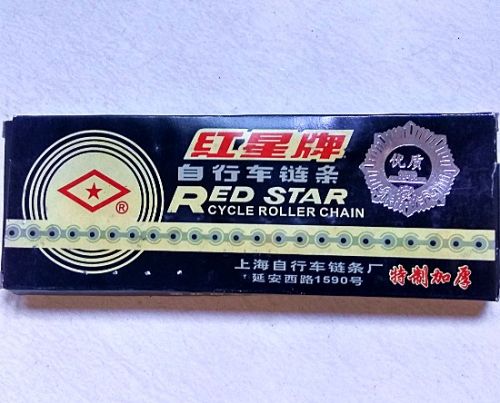 红星牌
自行车链条
RED STAR
CYCLE ROLLER CHAIN
®
优质
上海自行车链条厂
延安西路1590号
特制加厚